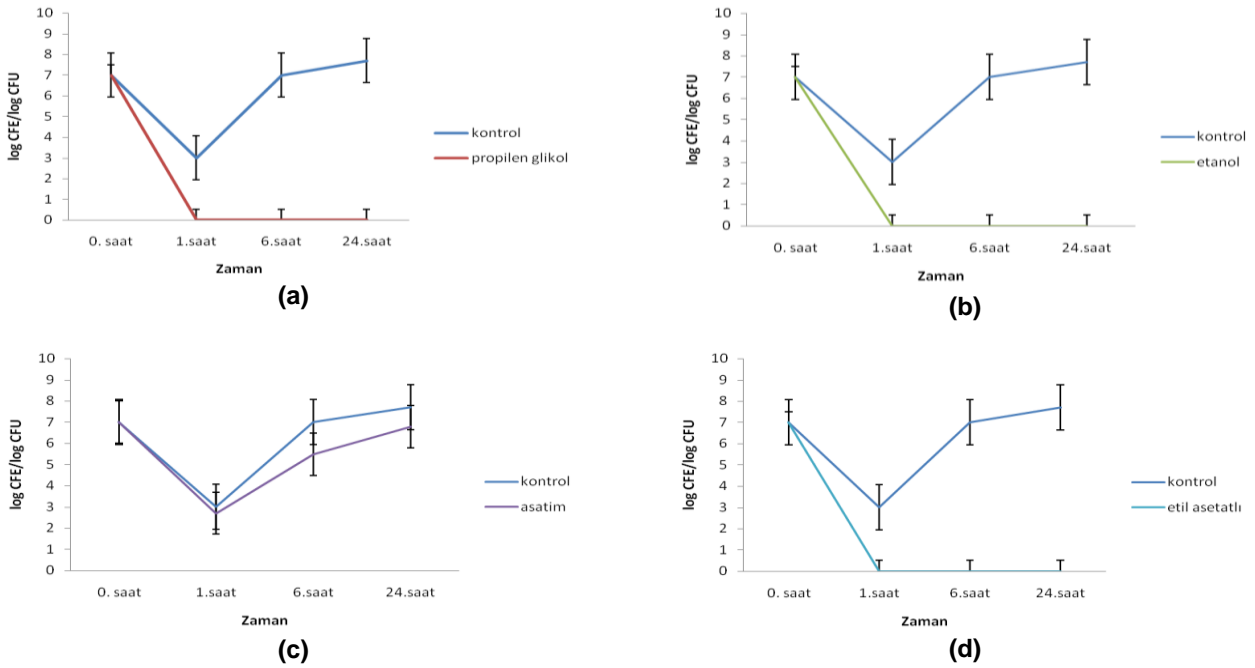 10
9
8
7
6
5
4
3
2
1
0
log CFE/log CFU
0. saat 1.saat 6.saat 24.saat
Zaman
kontrol
propilen glikol
(a)
10
9
8
7
6
5
4
3
2
1
0
log CFE/log CFU
0. saat 1.saat 6.saat 24.saat
Zaman
kontrol
etanol
(b)
10
9
8
7
6
5
4
3
2
1
0
log CFE/log CFU
0. saat 1.saat 6.saat 24.saat
Zaman
kontrol
asatim
(c)
10
9
8
7
6
5
4
3
2
1
0
log CFE/log CFU
0. saat 1.saat 6.saat 24.saat
Zaman
kontrol
etil asetatlı
(d)